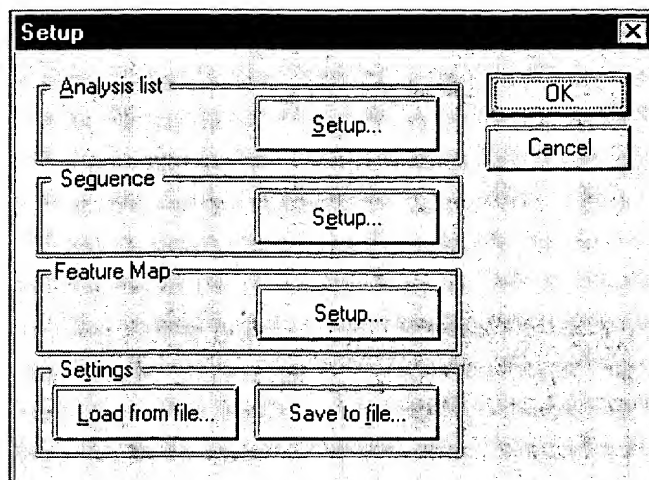 Setup
Analysis list
Setup...
OK
Cancel
Sequence
Setup...
Feature Map
Setup...
Settings
Load from file...
Save to file...